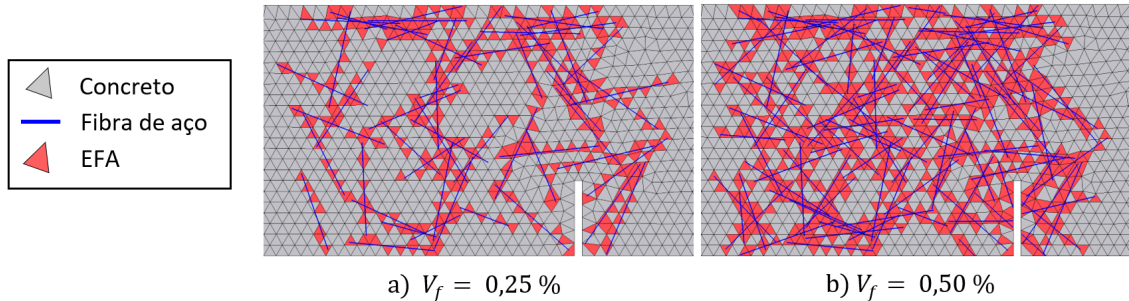 Concreto
Fibra de aço
EFA
a) V_f = 0,25 %
b) V_f = 0,50 %